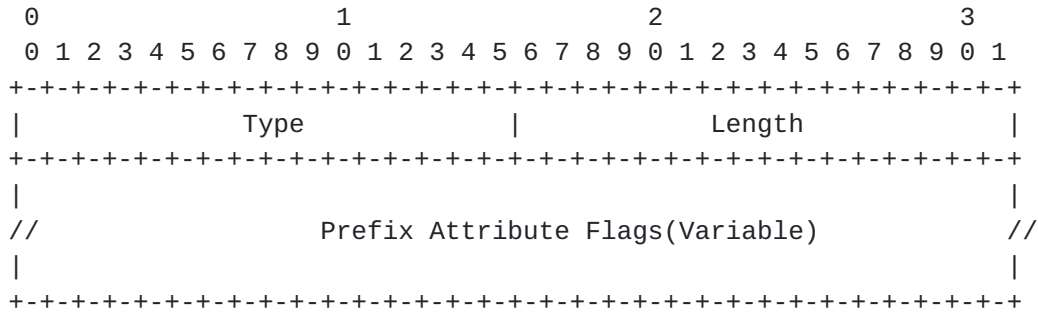 0                   1                   2                   3
 0 1 2 3 4 5 6 7 8 9 0 1 2 3 4 5 6 7 8 9 0 1 2 3 4 5 6 7 8 9 0 1
+-+-+-+-+-+-+-+-+-+-+-+-+-+-+-+-+-+-+-+-+-+-+-+-+-+-+-+-+-+-+-+-+
|              Type             |            Length             |
+-+-+-+-+-+-+-+-+-+-+-+-+-+-+-+-+-+-+-+-+-+-+-+-+-+-+-+-+-+-+-+-+
|                                                               |
//                  Prefix Attribute Flags(Variable)            //
|                                                               |
+-+-+-+-+-+-+-+-+-+-+-+-+-+-+-+-+-+-+-+-+-+-+-+-+-+-+-+-+-+-+-+-+